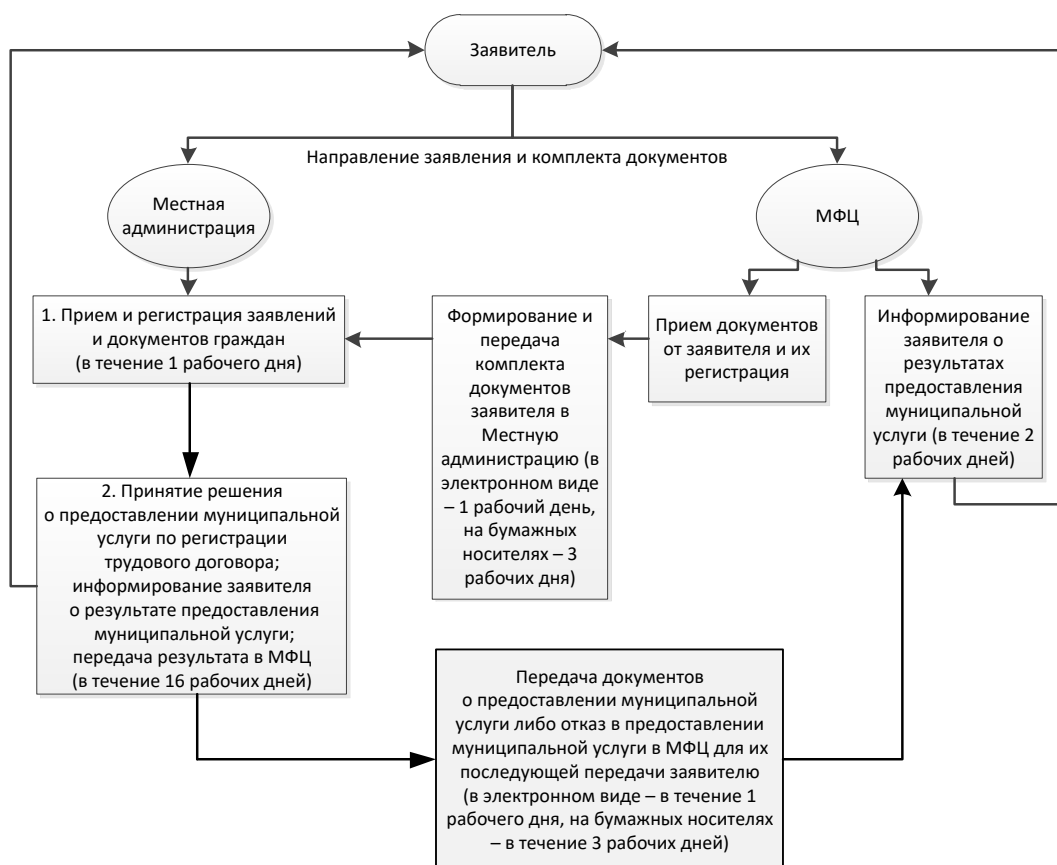 Заявитель
Направление заявления и комплекта документов
Местная
администрация
МФЦ
1. Прием и регистрация заявлений
и документов граждан
(в течение 1 рабочего дня)
Формирование и
передача
комплекта
документов
заявителя в
Местную
администрацию (в
электронном виде
– 1 рабочий день,
на бумажных
носителях – 3
рабочих дня)
Прием документов
от заявителя и их
регистрация
Информирование
заявителя о
результатах
предоставления
муниципальной
услуги (в течение 2
рабочих дней)
2. Принятие решения
о предоставлении муниципальной
услуги по регистрации
трудового договора;
информирование заявителя
о результате предоставления
муниципальной услуги;
передача результата в МФЦ
(в течение 16 рабочих дней)
Передача документов
о предоставлении муниципальной
услуги либо отказ в предоставлении
муниципальной услуги в МФЦ для их
последующей передачи заявителю
(в электронном виде – в течение 1
рабочего дня, на бумажных носителях
– в течение 3 рабочих дней)